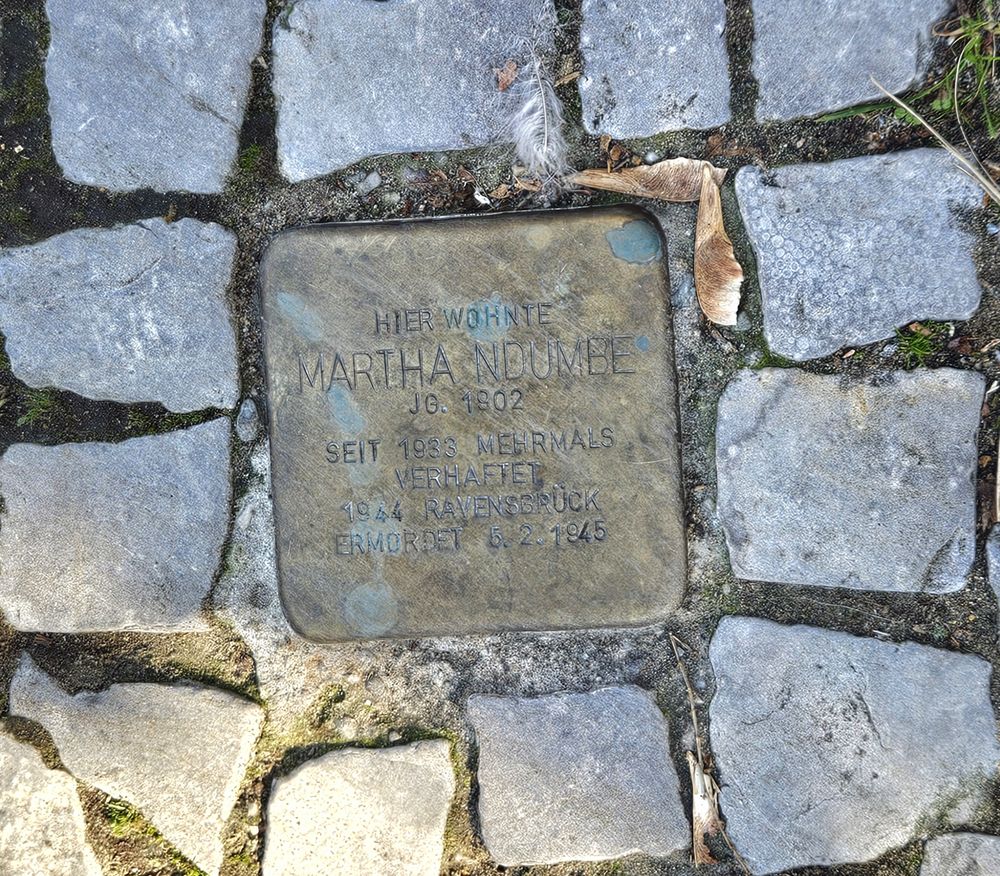 HIER WOHNTE
MARTHA NDUMBE
JG. 1902
SEIT 1933 MEHRMALS
VERHAFTET
1944 RAVENSBRÜCK
ERMORDET 5.2.1945